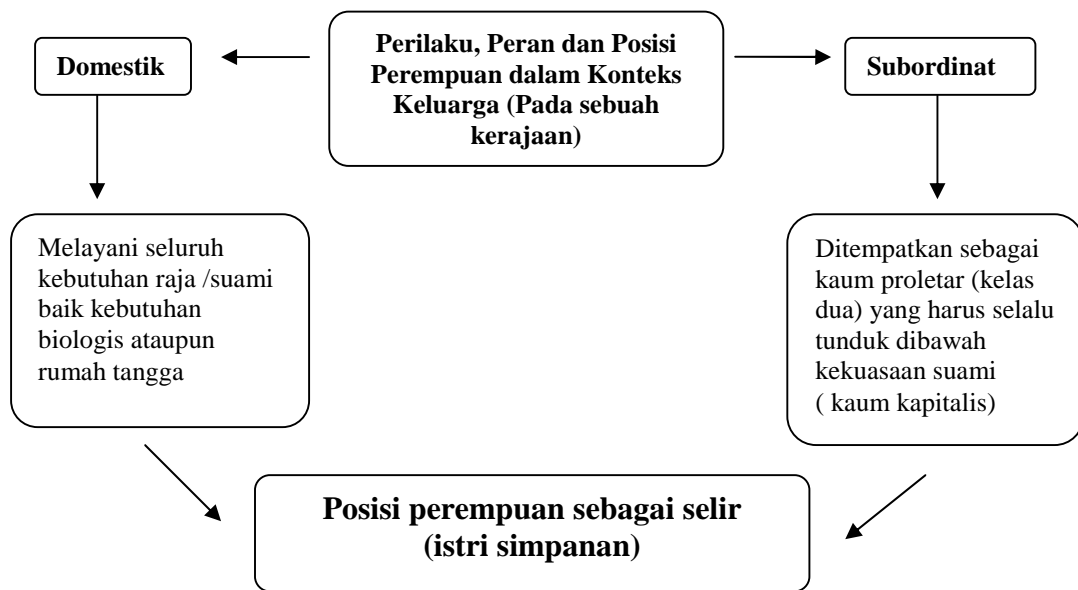 Perilaku, Peran dan Posisi
Perempuan dalam Konteks
Keluarga (Pada sebuah
kerajaan)
Domestik
Subordinat
Melayani seluruh
kebutuhan raja /suami
baik kebutuhan
biologis ataupun
rumah tangga
Ditempatkan sebagai
kaum proletar (kelas
dua) yang harus selalu
tunduk dibawah
kekuasaan suami
( kaum kapitalis)
Posisi perempuan sebagai selir
(istri simpanan)